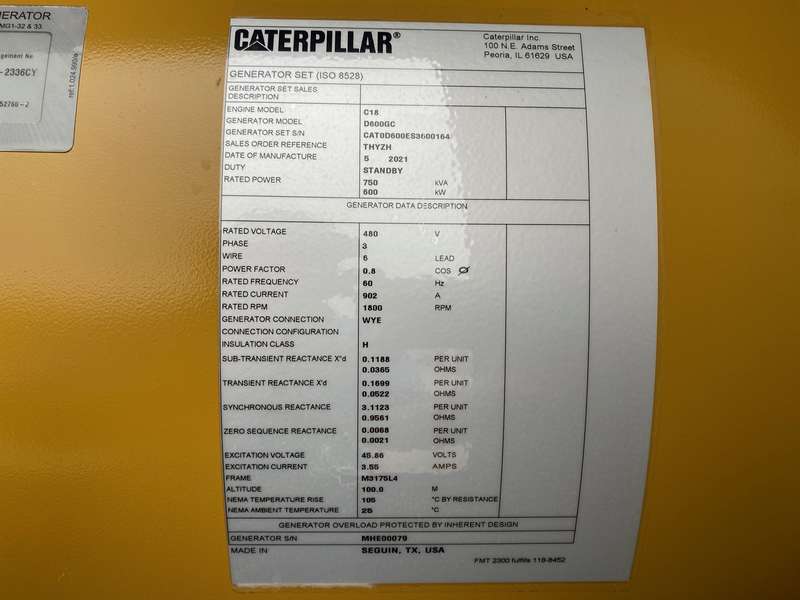 ERATOR
MG1-32 & 33.
gement No
-2336CY
52766 - 2
CATERPILLAR®
Caterpillar Inc.
100 N.E. Adams Street
Peoria, IL 61629 USA
GENERATOR SET (ISO 8528)
GENERATOR SET SALES
DESCRIPTION
ENGINE MODEL C18
GENERATOR MODEL D600GC
GENERATOR SET S/N CAT0D600ES3600164
SALES ORDER REFERENCE THYZH
DATE OF MANUFACTURE 5 2021
DUTY STANDBY
RATED POWER 750 kVA
600 kW
GENERATOR DATA DESCRIPTION
RATED VOLTAGE 480 V
PHASE 3
WIRE 6 LEAD
POWER FACTOR 0.8 COS Ø
RATED FREQUENCY 60 Hz
RATED CURRENT 902 A
RATED RPM 1800 RPM
GENERATOR CONNECTION WYE
CONNECTION CONFIGURATION
INSULATION CLASS H
SUB-TRANSIENT REACTANCE X"d 0.1188 PER UNIT
0.0365 OHMS
TRANSIENT REACTANCE X'd 0.1699 PER UNIT
0.0522 OHMS
SYNCHRONOUS REACTANCE 3.1123 PER UNIT
0.9561 OHMS
ZERO SEQUENCE REACTANCE 0.0068 PER UNIT
0.0021 OHMS
EXCITATION VOLTAGE 45.86 VOLTS
EXCITATION CURRENT 3.55 AMPS
FRAME M3175L4
ALTITUDE 100.0 M
NEMA TEMPERATURE RISE 105 °C BY RESISTANCE
NEMA AMBIENT TEMPERATURE 25 °C
GENERATOR OVERLOAD PROTECTED BY INHERENT DESIGN
GENERATOR S/N MHE00079
MADE IN SEGUIN, TX, USA
FMT 2300 fulfills 118-8452